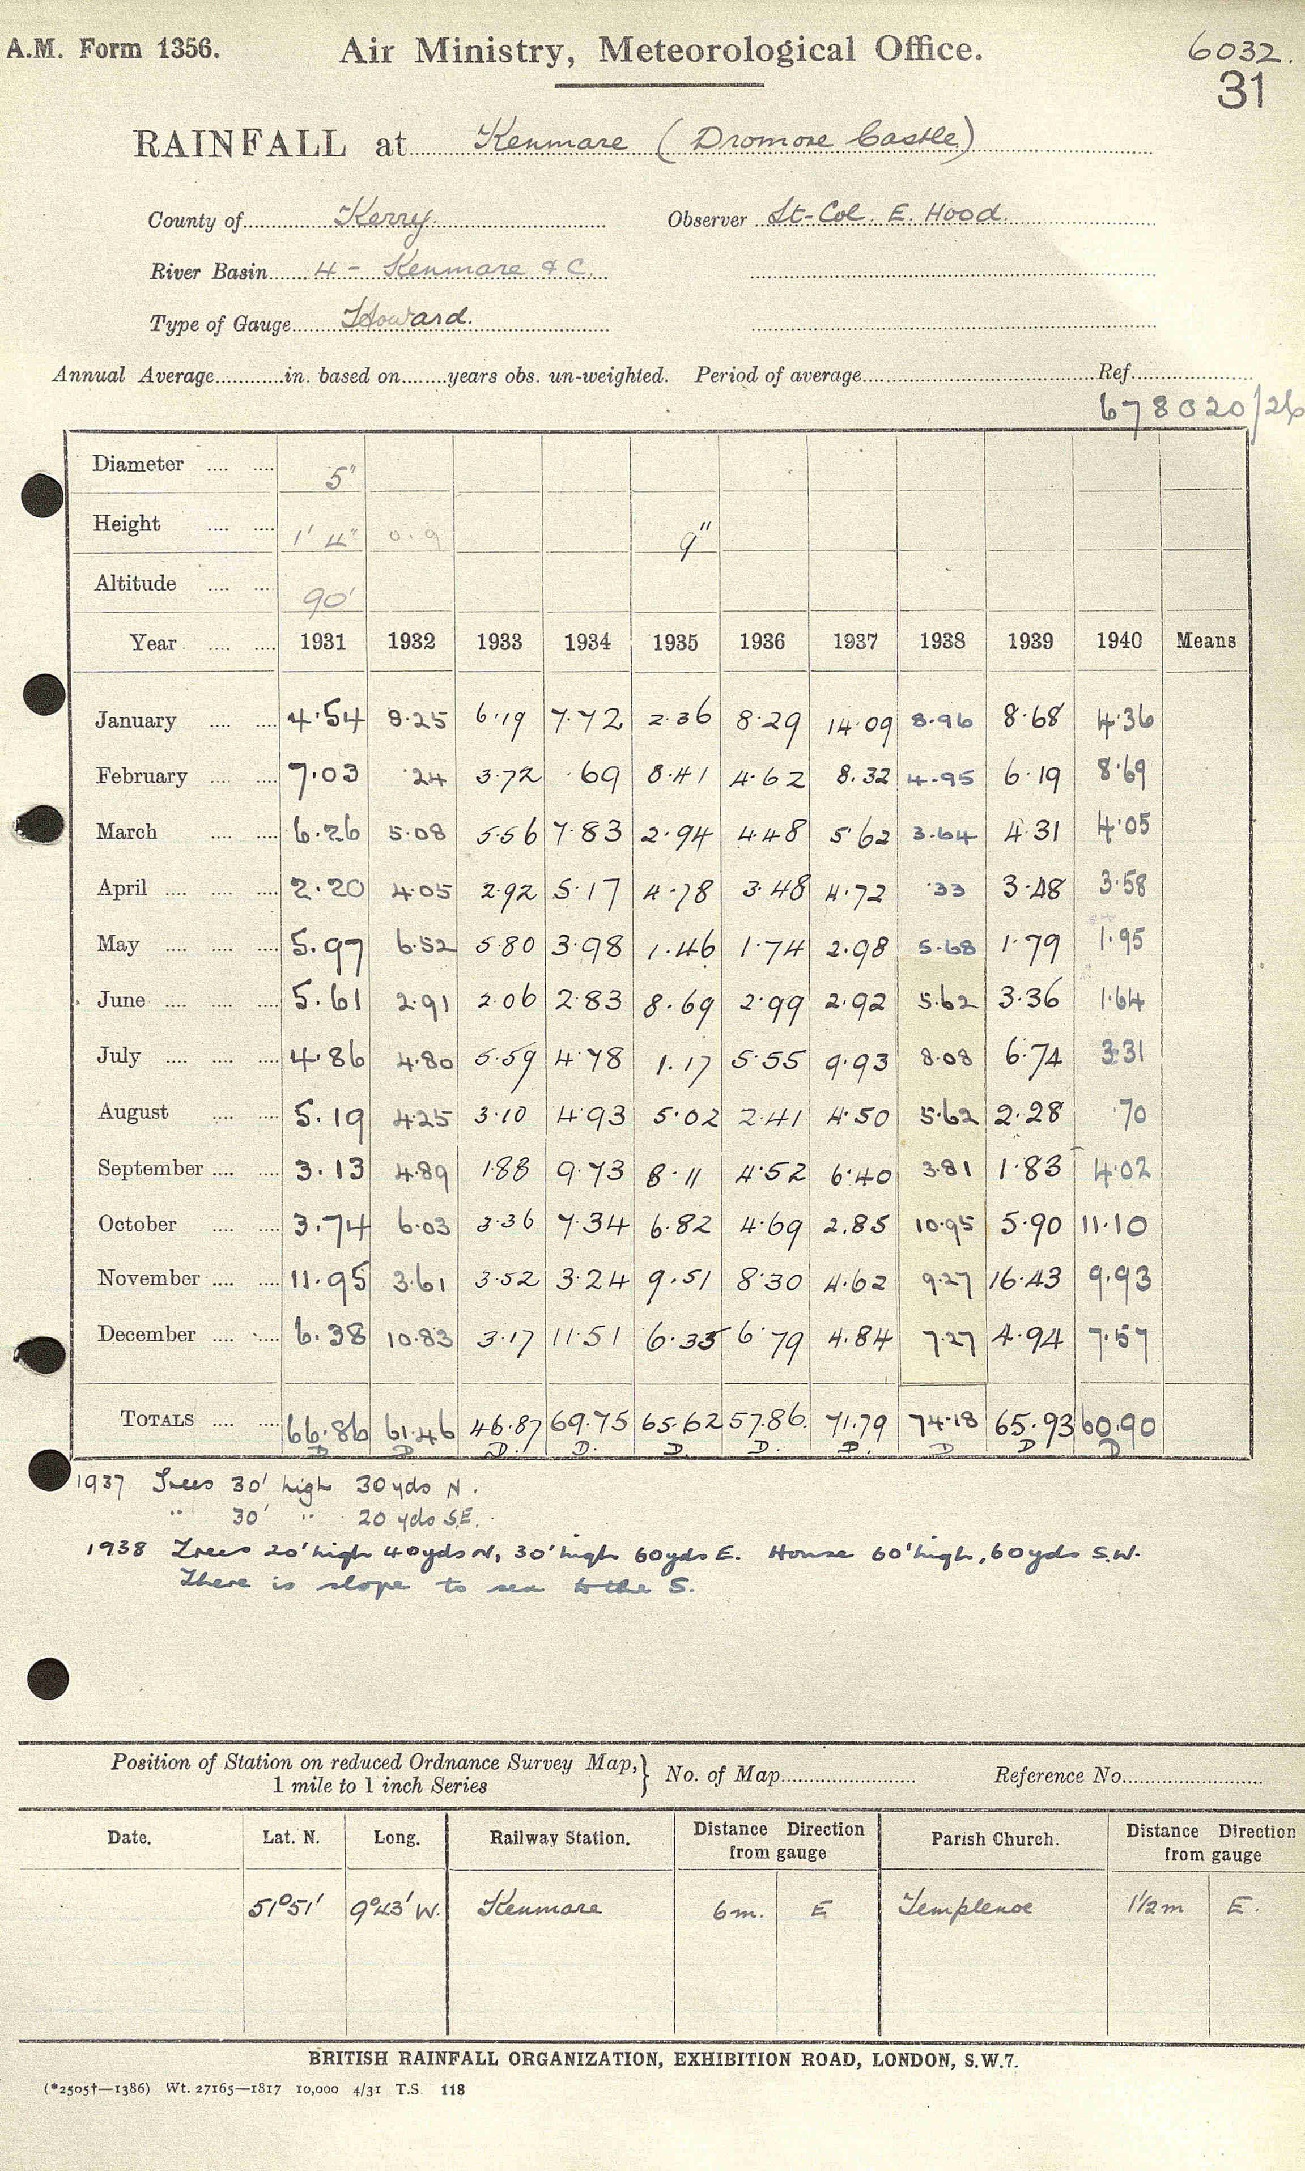 A.M. Form 1356. Air Ministry, Meteorological Office. 6032.
31
RAINFALL at Kenmare (Dromore Castle)
County of Kerry. Observer Lt-Col. E. Hood.
River Basin 4 - Kenmare & C.
Type of Gauge Howard.
Annual Average............in. based on........years obs. un-weighted. Period of average.................... Ref....................
678020/26
Diameter .... .... 5"
Height .... .... 1' 4" 0.9 9"
Altitude .... .... 90'
Year .... .... 1931 1932 1933 1934 1935 1936 1937 1938 1939 1940 Means
January .... .... 4.54 8.25 6.19 7.72 2.36 8.29 14.09 8.96 8.68 4.36
February .... .... 7.03 .24 3.72 .69 8.41 4.62 8.32 4.95 6.19 8.69
March .... .... 6.26 5.08 5.56 7.83 2.94 4.48 5.62 3.64 4.31 4.05
April .... .... .... 2.20 4.05 2.92 5.17 4.78 3.48 4.72 .33 3.48 3.58
May .... .... .... 5.97 6.52 5.80 3.98 1.46 1.74 2.98 5.68 1.79 1.95
June .... .... .... 5.61 2.91 2.06 2.83 8.69 2.99 2.92 5.62 3.36 1.64
July .... .... .... 4.86 4.80 5.59 4.78 1.17 5.55 9.93 8.08 6.74 3.31
August .... .... 5.19 4.25 3.10 4.93 5.02 2.41 4.50 5.62 2.28 .70
September .... .... 3.13 4.89 1.88 9.73 8.11 4.52 6.40 3.81 1.83 4.02
October .... .... 3.74 6.03 3.36 7.34 6.82 4.69 2.85 10.95 5.90 11.10
November .... .... 11.95 3.61 3.52 3.24 9.51 8.30 4.62 9.27 16.43 9.93
December .... .... 6.38 10.83 3.17 11.51 6.35 6.79 4.84 7.27 4.94 7.57
TOTALS .... .... 66.86 61.46 46.87 69.75 65.62 57.86. 71.79 74.18 65.93 60.90
D D D. D. D. D. D. D D D
1937 Trees 30' high 30yds N.
" 30' " 20 yds S.E.
1938 Trees 20' high 40yds N, 30' high 60yds E. House 60' high, 60yds S.W.
There is slope to sea to the S.
Position of Station on reduced Ordnance Survey Map, } No. of Map.................... Reference No....................
1 mile to 1 inch Series
Date. Lat. N. Long. Railway Station. Distance Direction from gauge Parish Church. Distance Direction from gauge
51°51' 9°43' W. Kenmare 6m. E Templenoe 1½m E.
BRITISH RAINFALL ORGANIZATION, EXHIBITION ROAD, LONDON, S.W.7.
(*2505†—1386) Wt. 27165—1817 10,000 4/31 T.S. 118